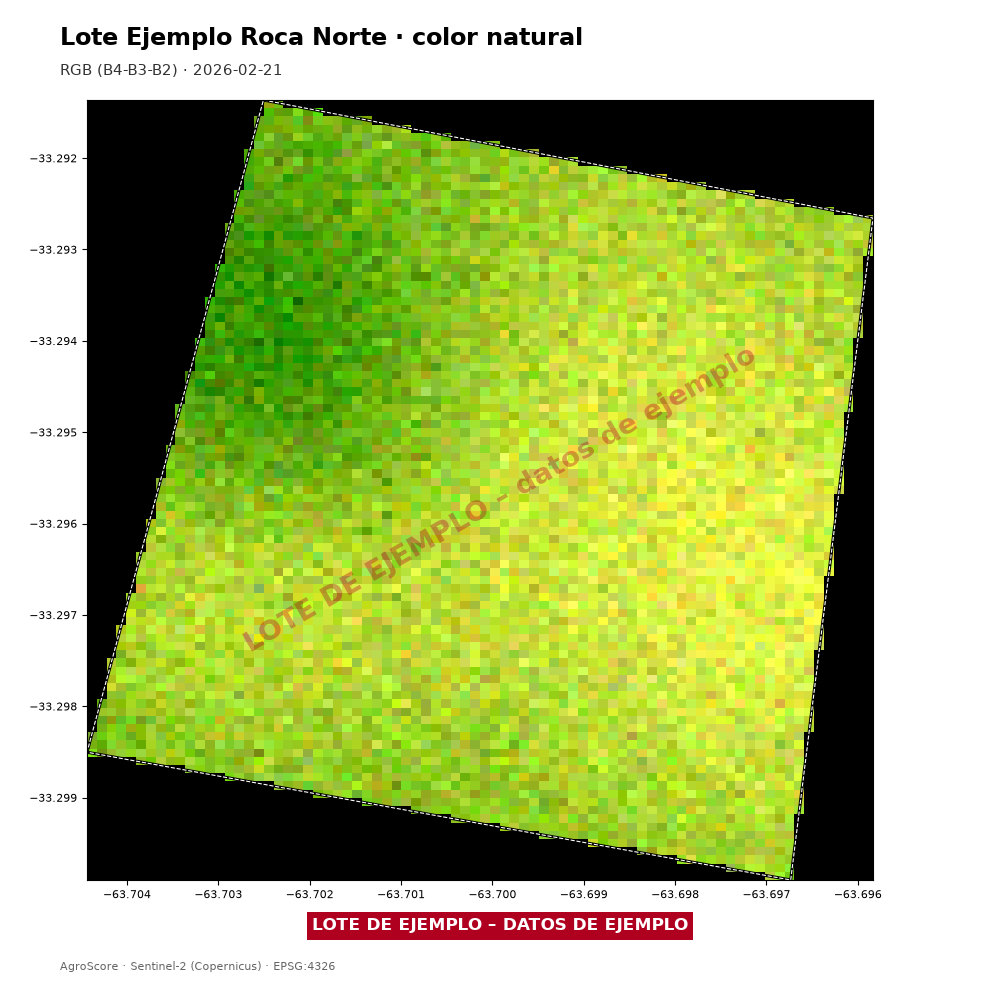 Lote Ejemplo Roca Norte · color natural
RGB (B4-B3-B2) · 2026-02-21
−33.292
−33.293
−33.294
−33.295
−33.296
−33.297
−33.298
−33.299
LOTE DE EJEMPLO – datos de ejemplo
−63.704 −63.703 −63.702 −63.701 −63.700 −63.699 −63.698 −63.697 −63.696
LOTE DE EJEMPLO – DATOS DE EJEMPLO
AgroScore · Sentinel-2 (Copernicus) · EPSG:4326